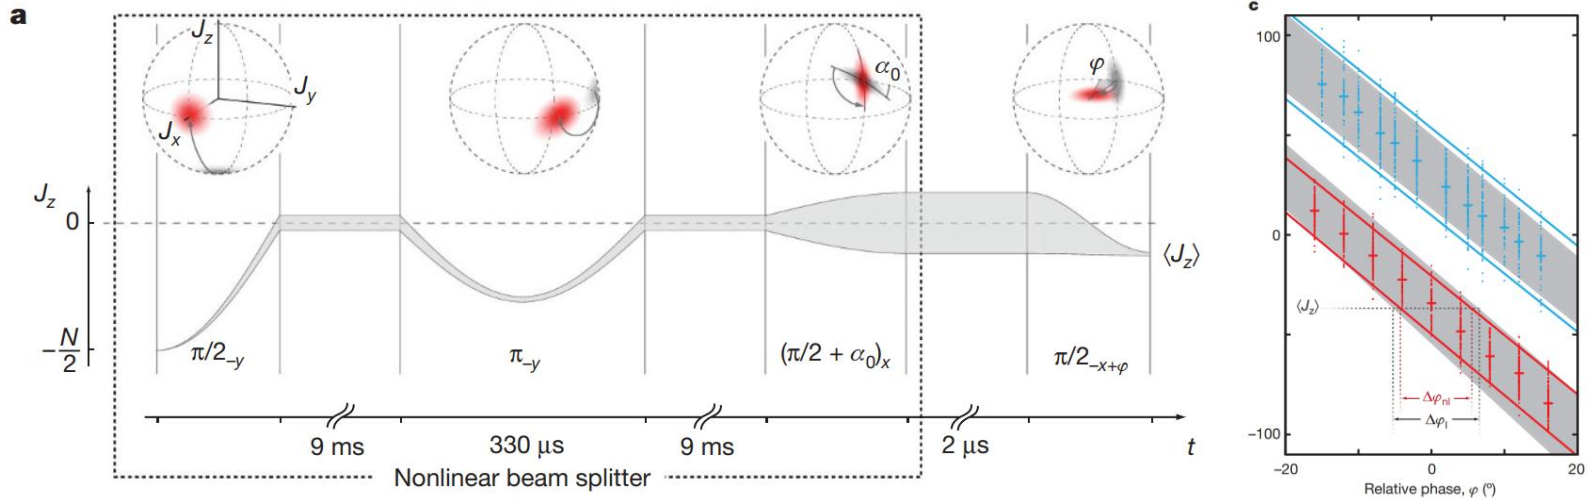 a
J_z
J_y
J_x
α_0
φ
J_z
0
−N/2
⟨J_z⟩
π/2_−y
π_−y
(π/2 + α_0)_x
π/2_−x+φ
9 ms
330 μs
9 ms
2 μs
t
Nonlinear beam splitter
c
100
0
⟨J_z⟩
Δφ_nl
Δφ_l
−100
−20
0
20
Relative phase, φ (°)